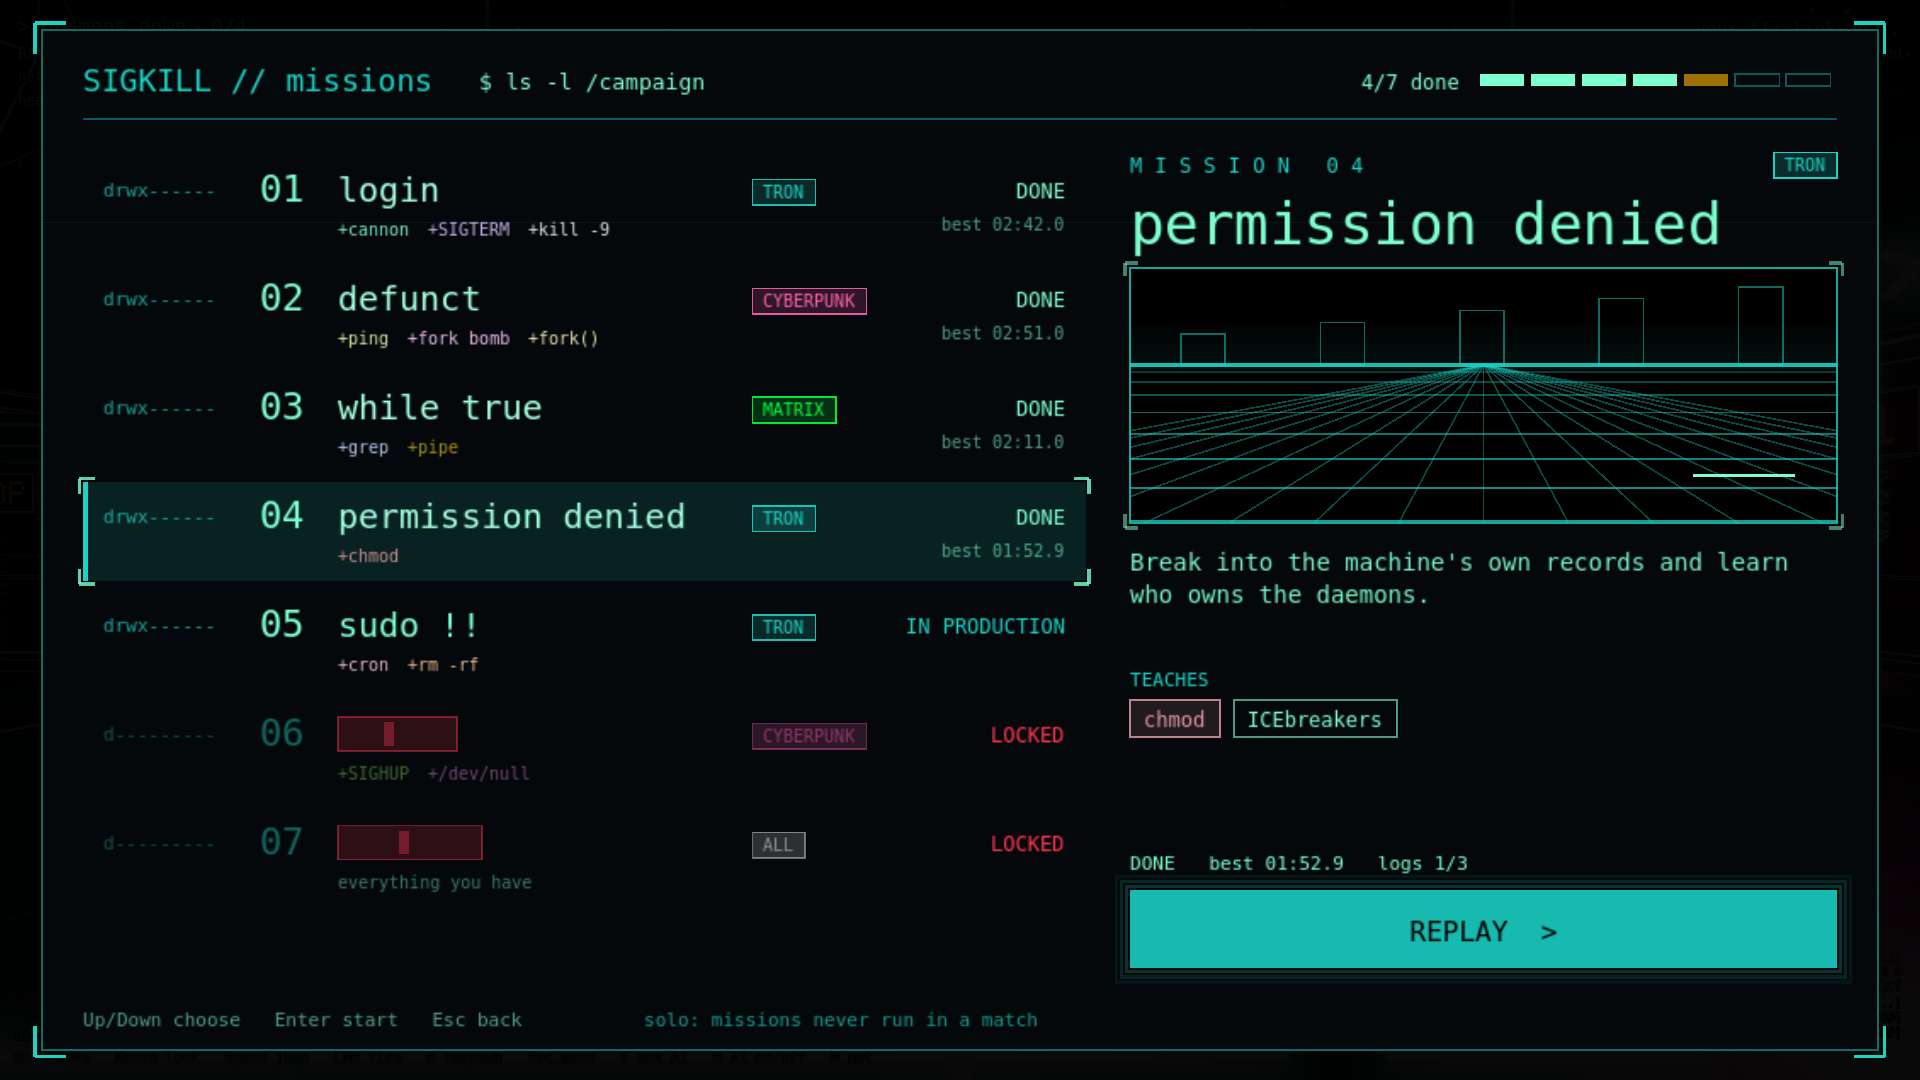 SIGKILL // missions $ ls -l /campaign 4/7 done
drwx------ 01 login TRON DONE
+cannon +SIGTERM +kill -9 best 02:42.0
drwx------ 02 defunct CYBERPUNK DONE
+ping +fork bomb +fork() best 02:51.0
drwx------ 03 while true MATRIX DONE
+grep +pipe best 02:11.0
drwx------ 04 permission denied TRON DONE
+chmod best 01:52.9
drwx------ 05 sudo !! TRON IN PRODUCTION
+cron +rm -rf
d--------- 06 CYBERPUNK LOCKED
+SIGHUP +/dev/null
d--------- 07 ALL LOCKED
everything you have
MISSION 04 TRON
permission denied
Break into the machine's own records and learn
who owns the daemons.
TEACHES
chmod ICEbreakers
DONE best 01:52.9 logs 1/3
REPLAY >
Up/Down choose Enter start Esc back solo: missions never run in a match